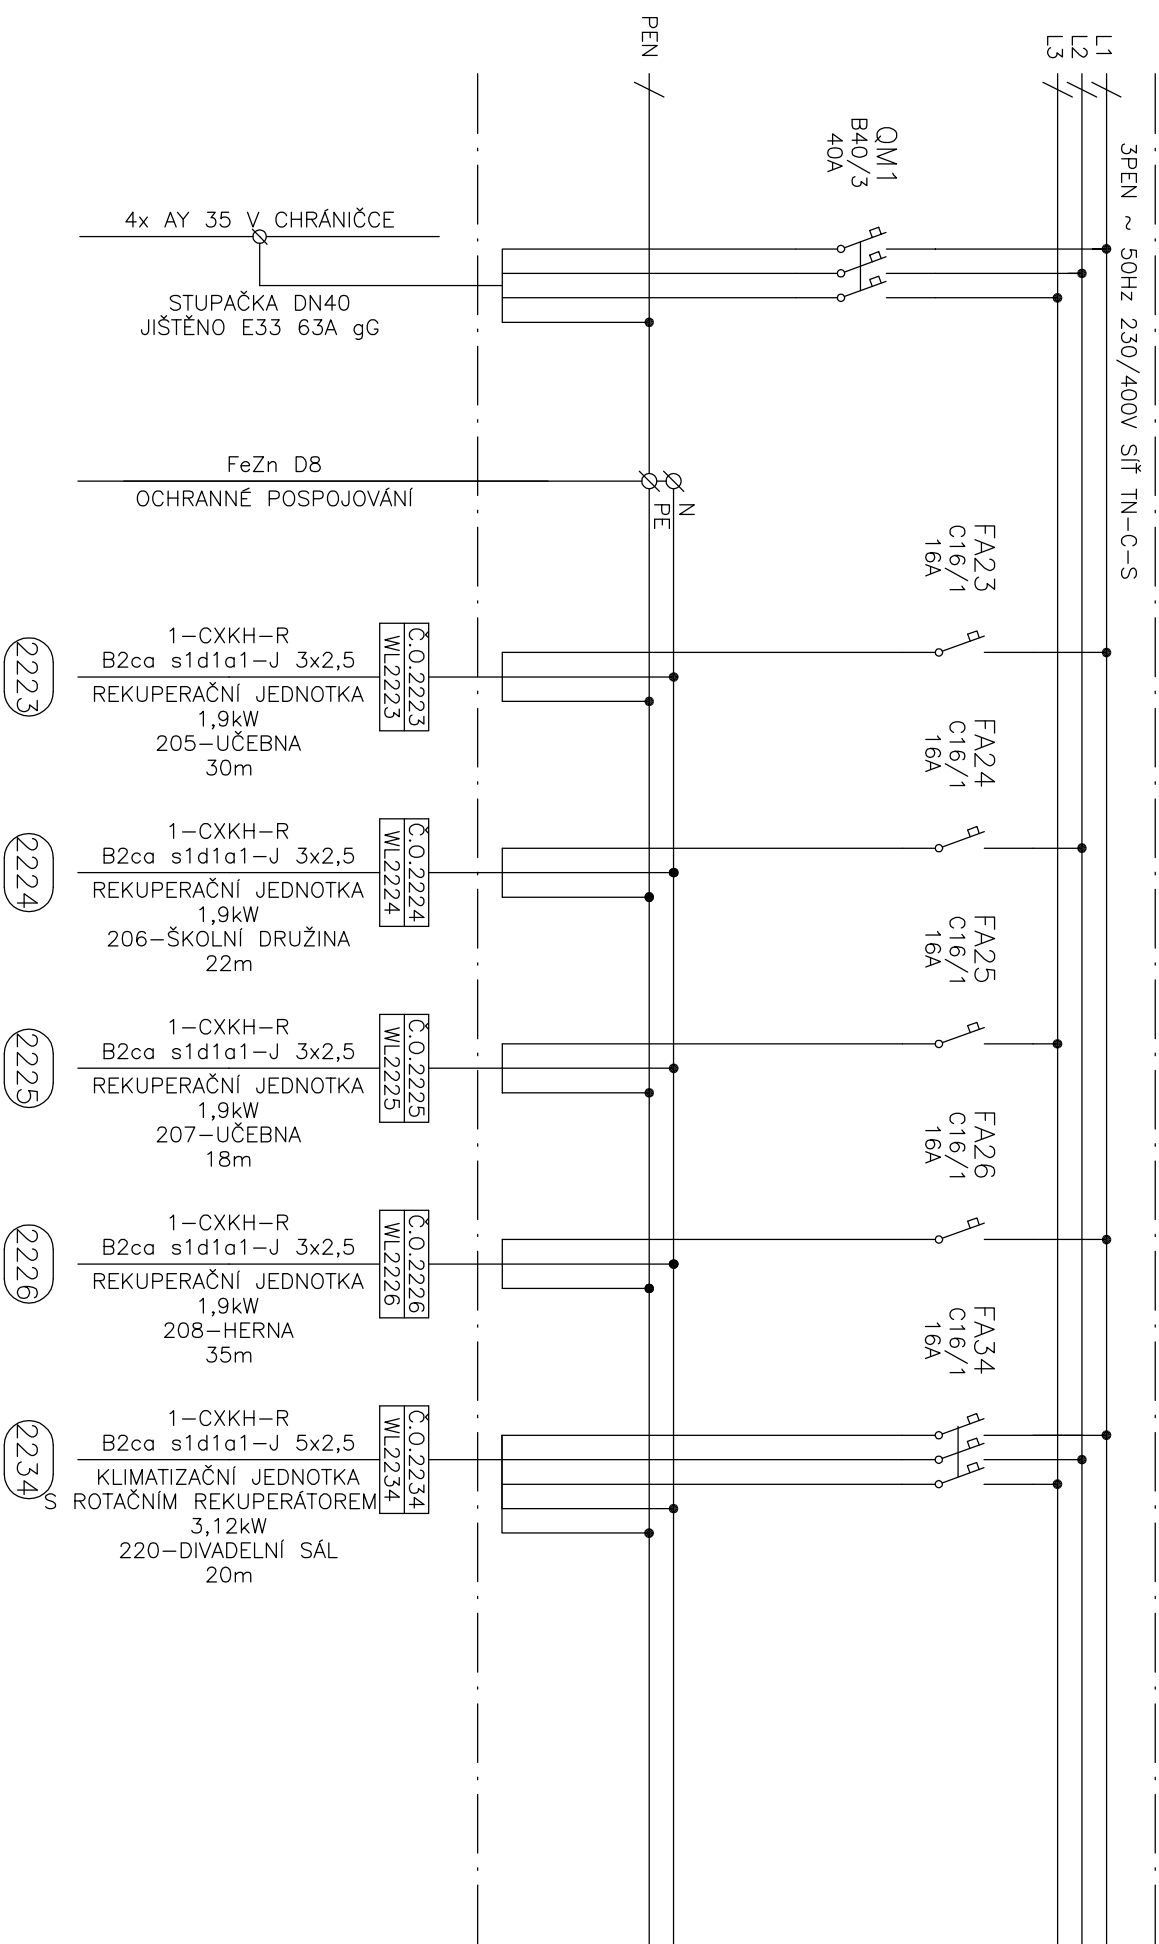 PEN
L1
L2
L3
3PEN ~ 50Hz 230/400V SÍŤ TN-C-S
QM1
B40/3
40A
4x AY 35 V CHRÁNIČCE
STUPAČKA DN40
JIŠTĚNO E33 63A gG
FeZn D8
OCHRANNÉ POSPOJOVÁNÍ
N
PE
FA23
C16/1
16A
1-CXKH-R
B2ca s1d1a1-J 3x2,5
REKUPERAČNÍ JEDNOTKA
1,9kW
205-UČEBNA
30m
Č.O.2223
WL2223
2223
FA24
C16/1
16A
1-CXKH-R
B2ca s1d1a1-J 3x2,5
REKUPERAČNÍ JEDNOTKA
1,9kW
206-ŠKOLNÍ DRUŽINA
22m
Č.O.2224
WL2224
2224
FA25
C16/1
16A
1-CXKH-R
B2ca s1d1a1-J 3x2,5
REKUPERAČNÍ JEDNOTKA
1,9kW
207-UČEBNA
18m
Č.O.2225
WL2225
2225
FA26
C16/1
16A
1-CXKH-R
B2ca s1d1a1-J 3x2,5
REKUPERAČNÍ JEDNOTKA
1,9kW
208-HERNA
35m
Č.O.2226
WL2226
2226
FA34
C16/1
16A
1-CXKH-R
B2ca s1d1a1-J 5x2,5
KLIMATIZAČNÍ JEDNOTKA
S ROTAČNÍM REKUPERÁTOREM
3,12kW
220-DIVADELNÍ SÁL
20m
Č.O.2234
WL2234
2234